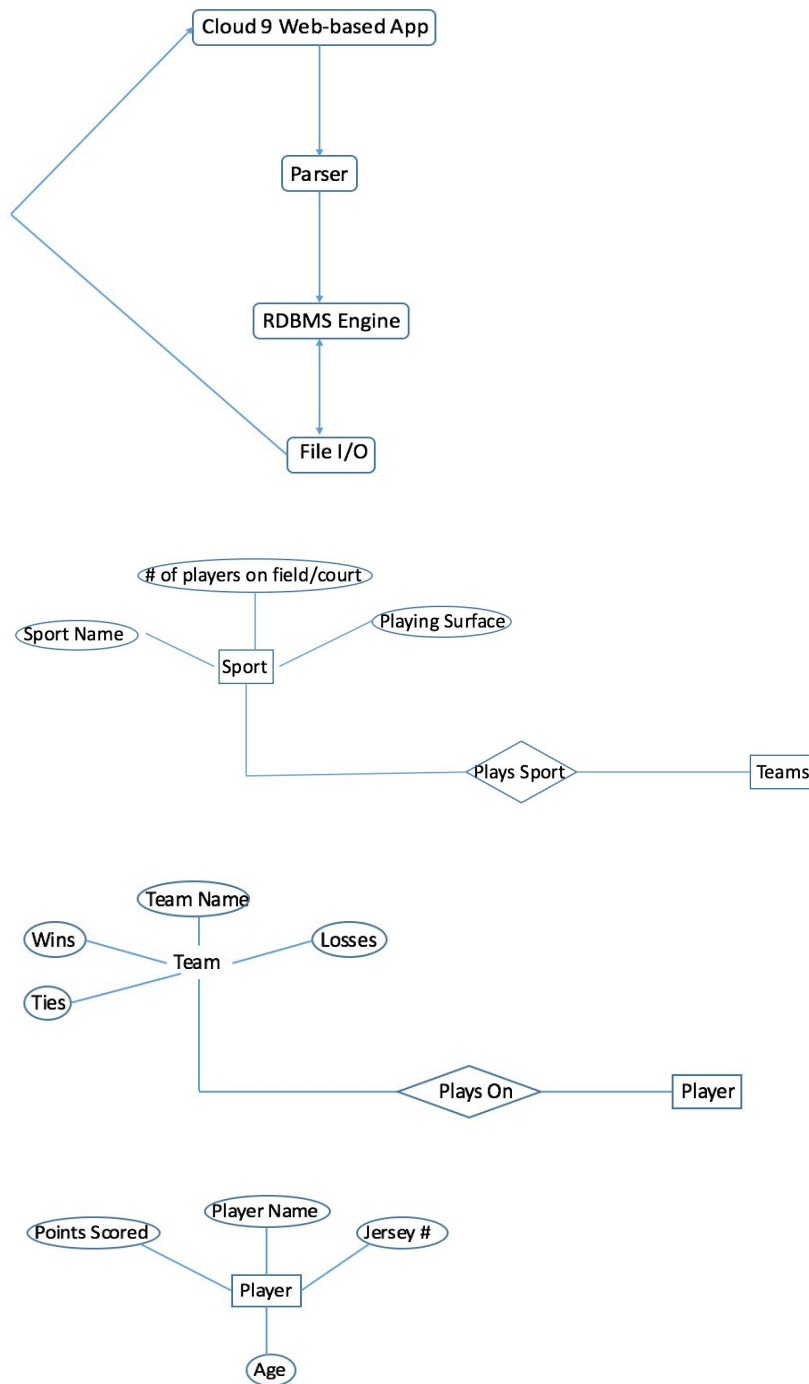 Cloud 9 Web-based App
Parser
RDBMS Engine
File I/O
# of players on field/court
Sport Name
Playing Surface
Sport
Plays Sport
Teams
Team Name
Wins
Losses
Team
Ties
Plays On
Player
Player Name
Points Scored
Jersey #
Player
Age